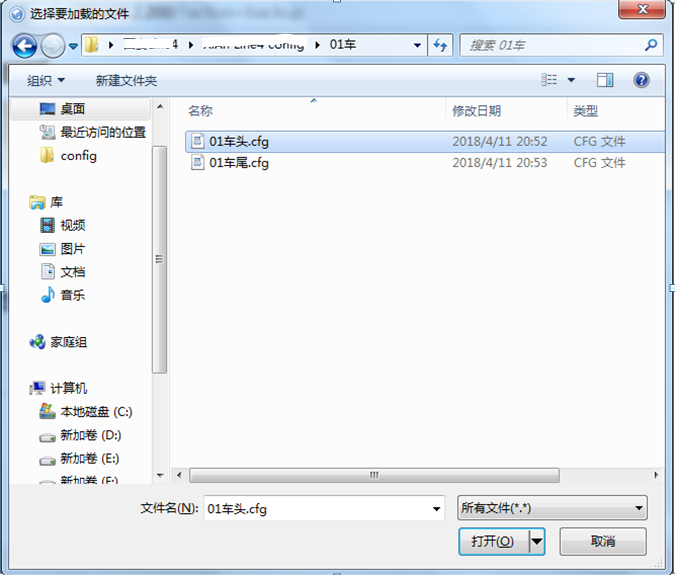 选择要加载的文件
01车
搜索 01车
组织
新建文件夹
名称
修改日期
类型
桌面
最近访问的位置
config
库
视频
图片
文档
音乐
家庭组
计算机
本地磁盘 (C:)
新加卷 (D:)
新加卷 (E:)
新加卷 (F:)
01车头.cfg 2018/4/11 20:52 CFG 文件
01车尾.cfg 2018/4/11 20:53 CFG 文件
文件名(N): 01车头.cfg 所有文件(*.*)
打开(O) 取消